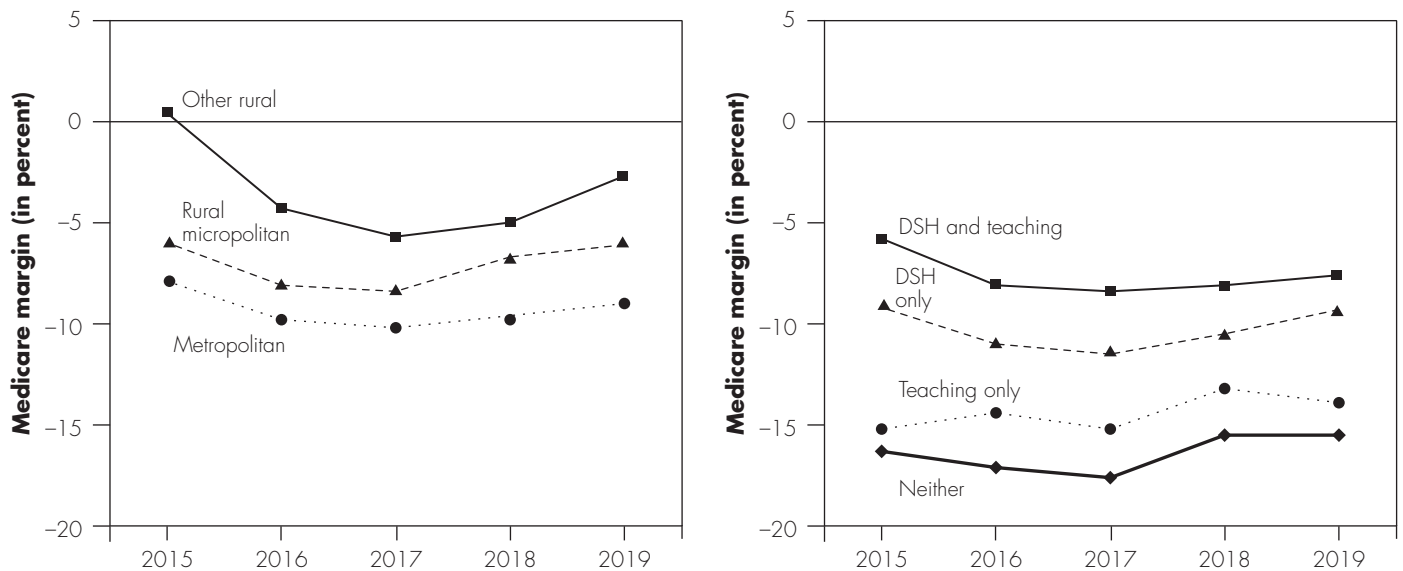 Medicare margin (in percent)
5
0
–5
–10
–15
–20
Other rural
Rural
micropolitan
Metropolitan
2015 2016 2017 2018 2019
Medicare margin (in percent)
5
0
–5
–10
–15
–20
DSH and teaching
DSH
only
Teaching only
Neither
2015 2016 2017 2018 2019